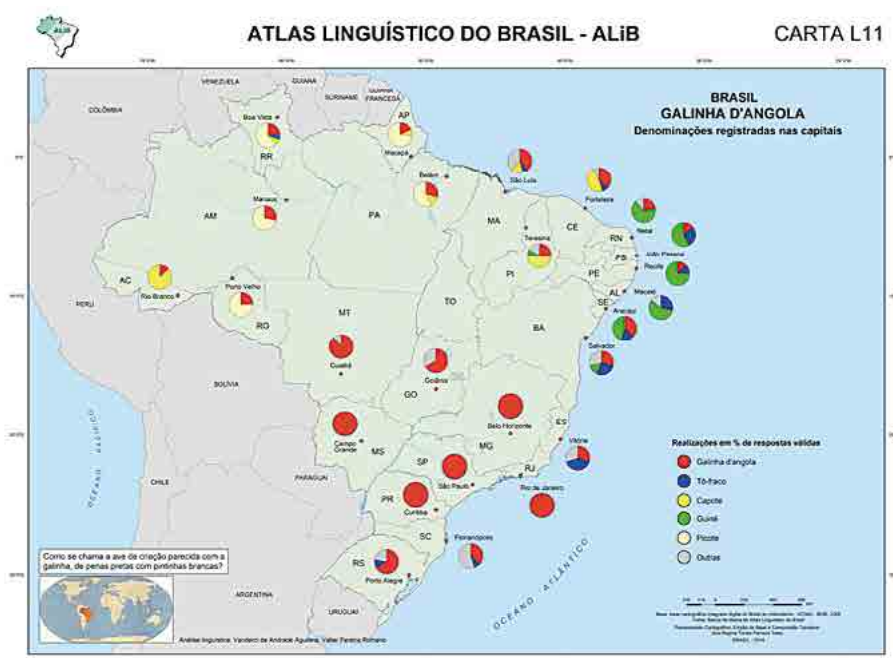 ALiB
ATLAS LINGUÍSTICO DO BRASIL - ALiB
CARTA L11
BRASIL
GALINHA D'ANGOLA
Denominações registradas nas capitais
VENEZUELA
GUIANA
SURINAME
GUIANA FRANCESA
COLÔMBIA
Boa Vista
RR
AP
Macapá
Belém
São Luís
Fortaleza
Natal
Manaus
AM
PA
MA
CE
Teresina
RN
João Pessoa
PB
Recife
PI
PE
AC
Rio Branco
Porto Velho
RO
AL
Maceió
SE
Aracaju
MT
TO
BA
Salvador
PERU
Cuiabá
GO
Goiânia
BOLÍVIA
Belo Horizonte
MG
ES
Vitória
Campo Grande
MS
SP
São Paulo
RJ
Rio de Janeiro
OCEANO PACÍFICO
CHILE
PARAGUAI
PR
Curitiba
SC
Florianópolis
RS
Porto Alegre
ARGENTINA
URUGUAI
OCEANO ATLÂNTICO
Realizações em % de respostas válidas
Galinha d'angola
Tô-fraco
Capote
Guiné
Picote
Outras
Como se chama a ave de criação parecida com a
galinha, de penas pretas com pintinhas brancas?
Análise linguística: Vanderci de Andrade Aguilera, Valter Pereira Romano